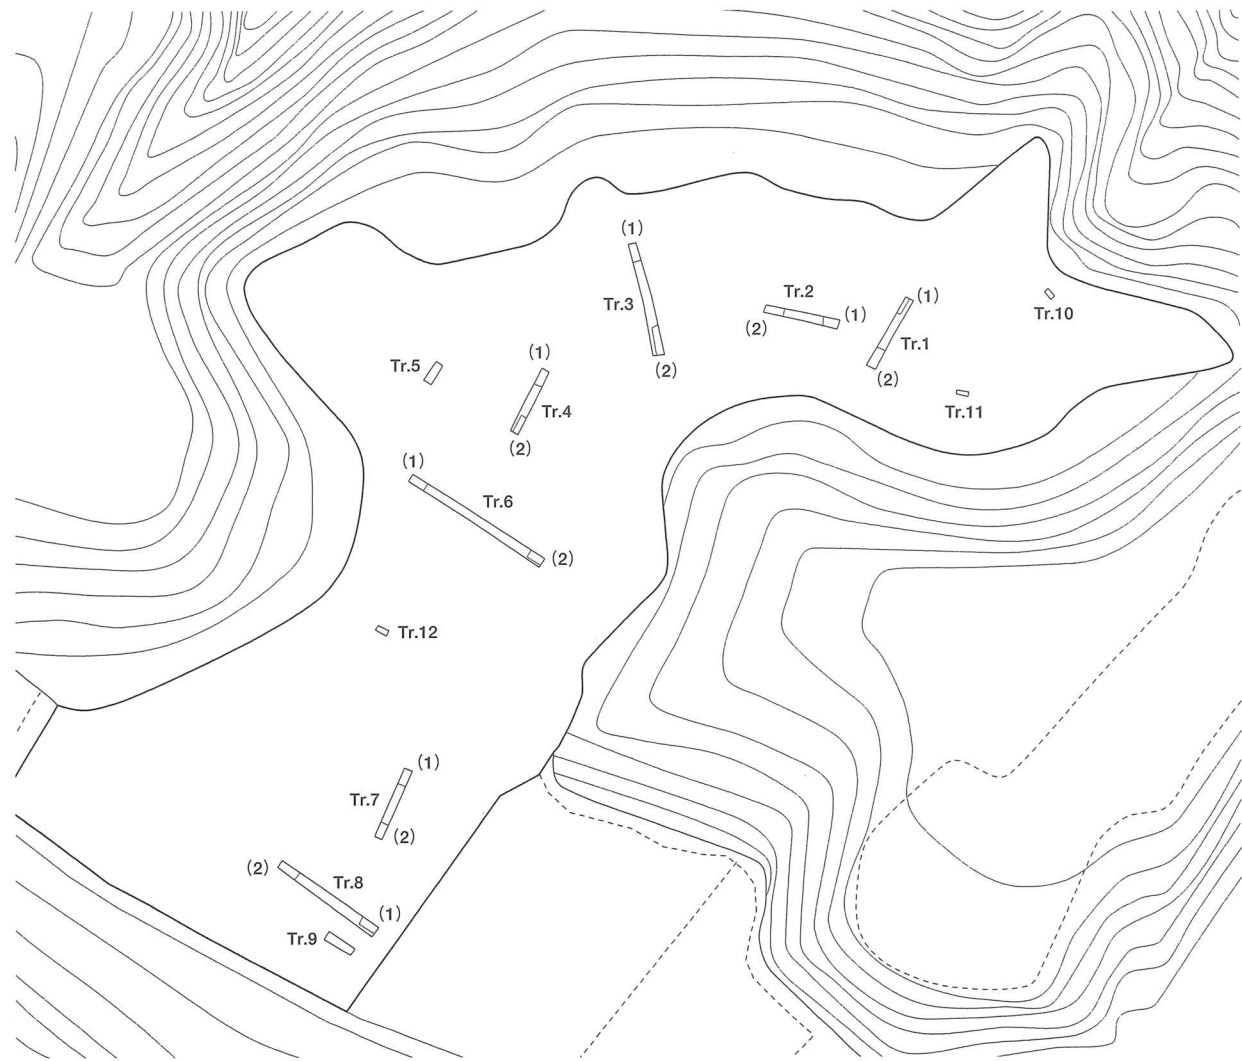 (1)
Tr.3
(2)
Tr.2
(1)
(2)
(1)
Tr.1
(2)
Tr.10
Tr.11
Tr.5
(1)
Tr.4
(2)
(1)
Tr.6
(2)
Tr.12
(1)
Tr.7
(2)
(2)
Tr.8
(1)
Tr.9